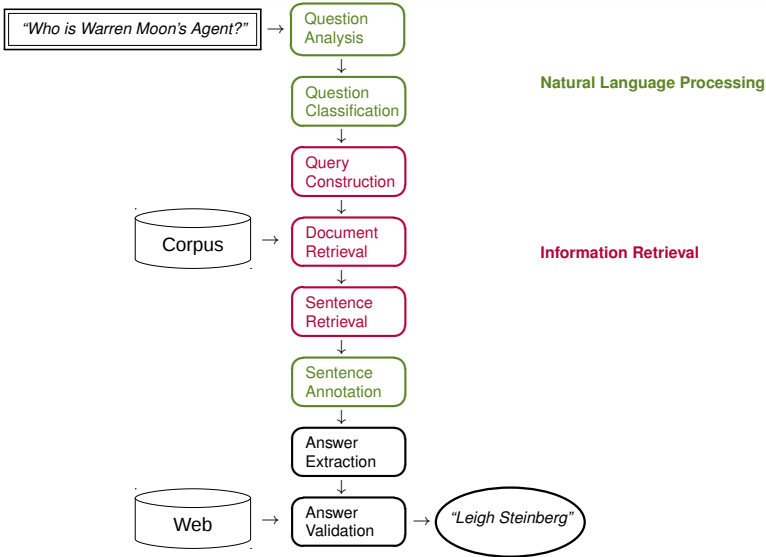 “Who is Warren Moon’s Agent?”
→
Question
Analysis
↓
Question
Classification
Natural Language Processing
↓
Query
Construction
↓
Corpus
→
Document
Retrieval
Information Retrieval
↓
Sentence
Retrieval
↓
Sentence
Annotation
↓
Answer
Extraction
↓
Web
→
Answer
Validation
→
“Leigh Steinberg”